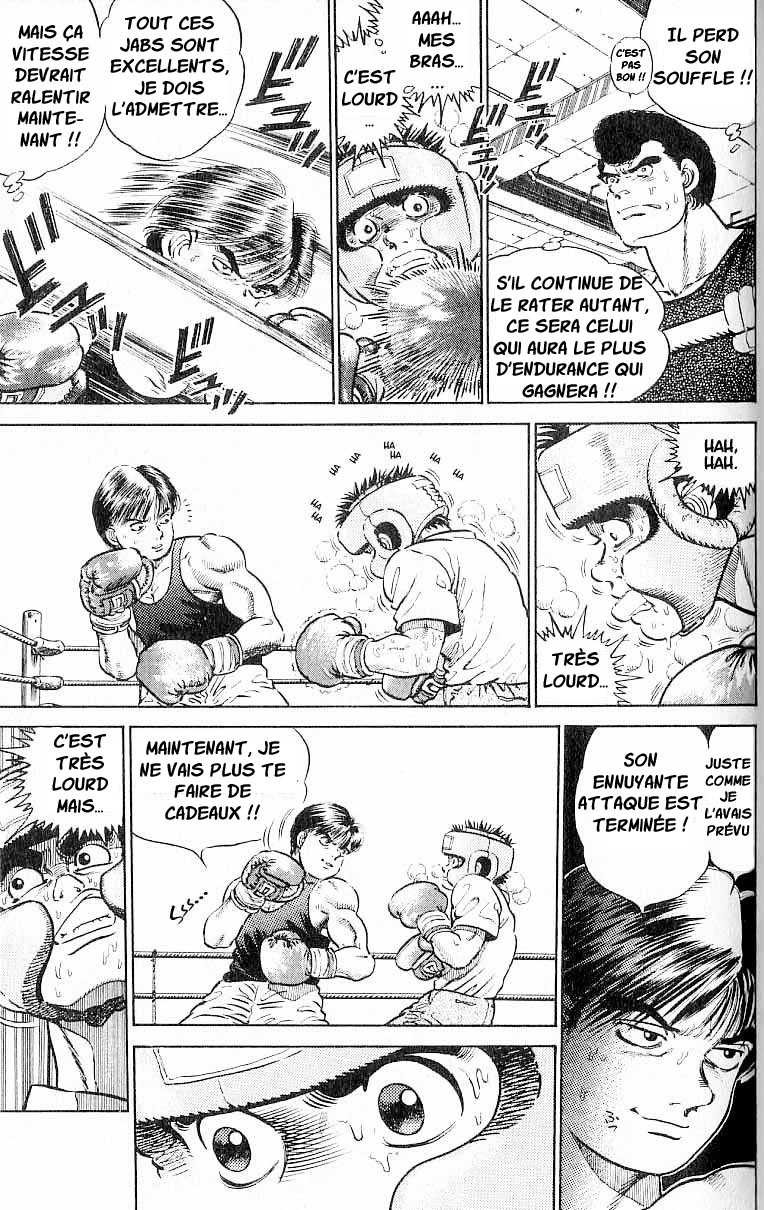 IL PERD
SON
SOUFFLE !!
C'EST
PAS
BON !!
S'IL CONTINUE DE
LE RATER AUTANT,
CE SERA CELUI
QUI AURA LE PLUS
D'ENDURANCE QUI
GAGNERA !!
AAAH...
MES
BRAS...
...
C'EST
LOURD
...
TOUT CES
JABS SONT
EXCELLENTS,
JE DOIS
L'ADMETTRE...
MAIS ÇA
VITESSE
DEVRAIT
RALENTIR
MAINTE-
NANT !!
HAH,
HAH.
TRÈS
LOURD...
HA
HA
HA
HA
HA
HA
HA
HA
JUSTE
COMME
JE
L'AVAIS
PRÉVU
SON
ENNUYANTE
ATTAQUE EST
TERMINÉE !
MAINTENANT, JE
NE VAIS PLUS TE
FAIRE DE
CADEAUX !!
C'EST
TRÈS
LOURD
MAIS...